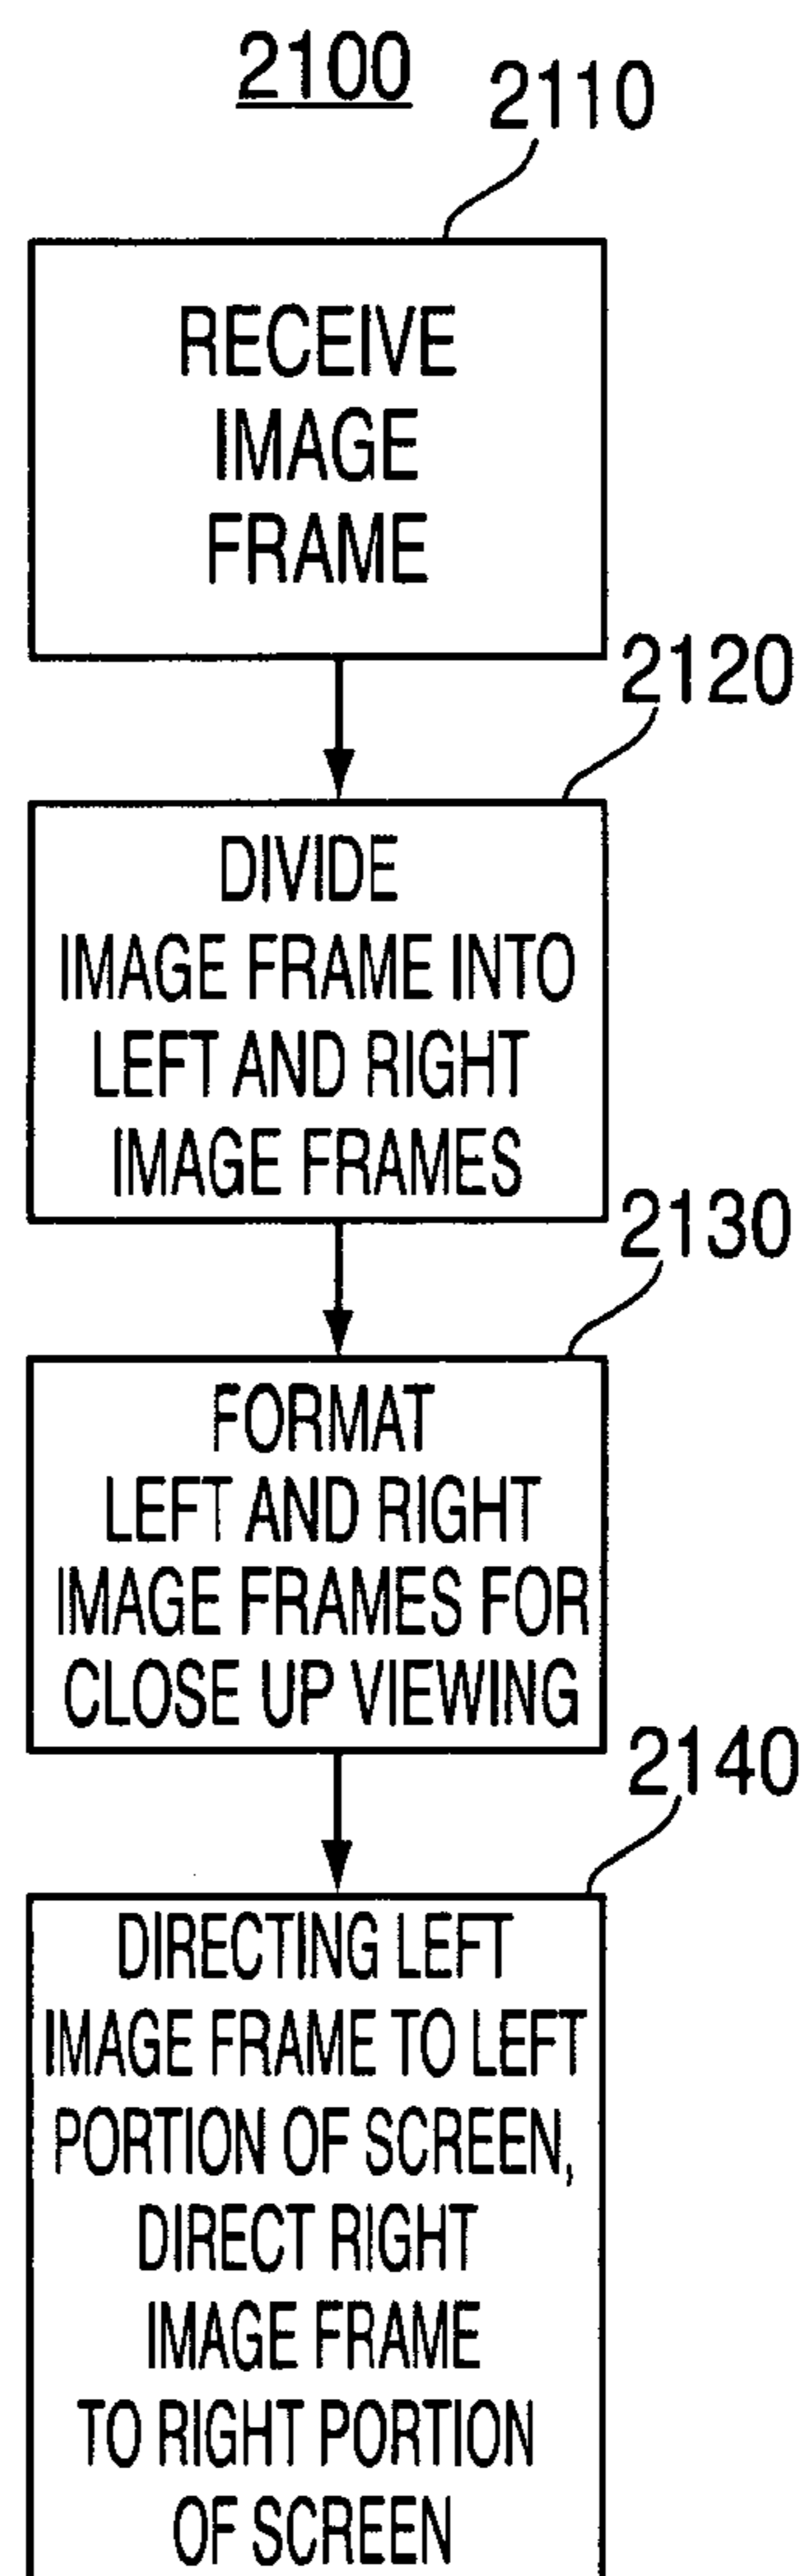 2100
2110
RECEIVE
IMAGE
FRAME
2120
DIVIDE
IMAGE FRAME INTO
LEFT AND RIGHT
IMAGE FRAMES
2130
FORMAT
LEFT AND RIGHT
IMAGE FRAMES FOR
CLOSE UP VIEWING
2140
DIRECTING LEFT
IMAGE FRAME TO LEFT
PORTION OF SCREEN,
DIRECT RIGHT
IMAGE FRAME
TO RIGHT PORTION
OF SCREEN